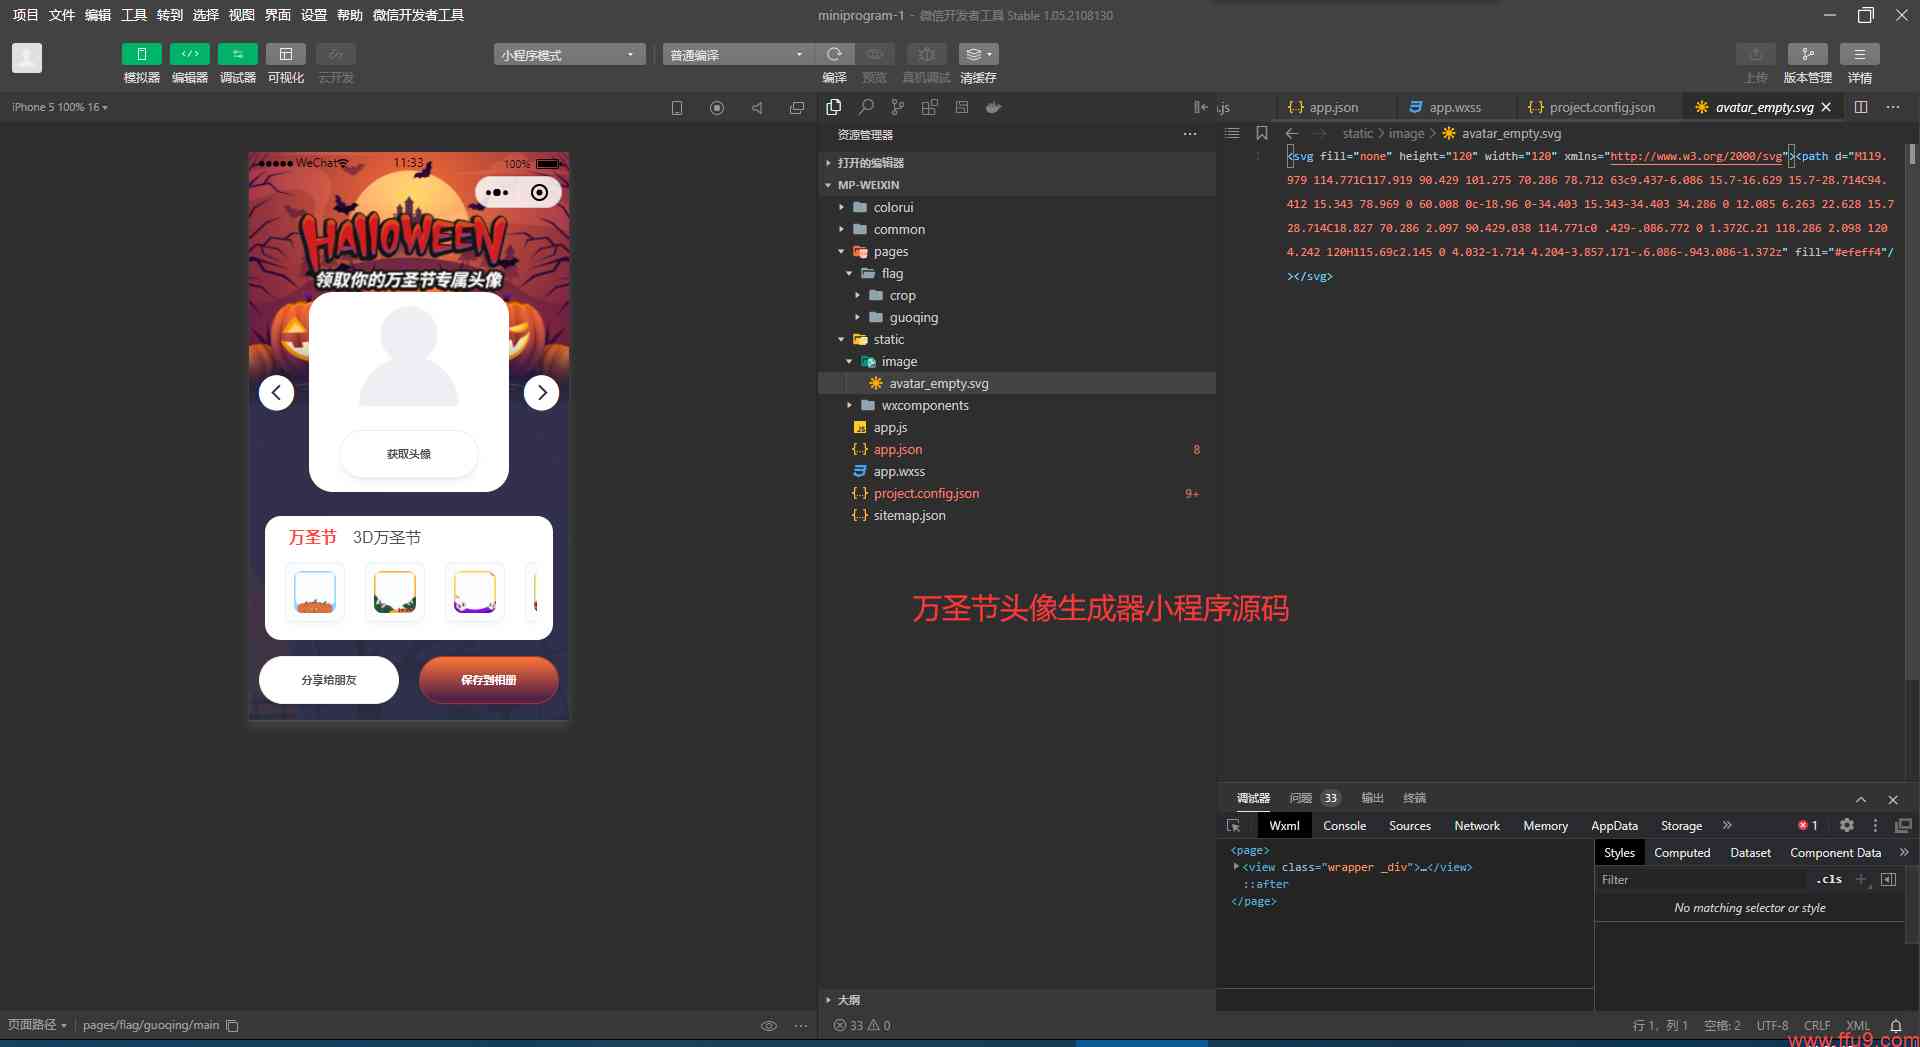 项目 文件 编辑 工具 转到 选择 视图 界面 设置 帮助 微信开发者工具
miniprogram-1 - 微信开发者工具 Stable 1.05.2108130
模拟器 编辑器 调试器 可视化 云开发
小程序模式
普通编译
编译 预览 真机调试 清缓存
上传 版本管理 详情
iPhone 5 100% 16
WeChat
11:33
100%
HALLOWEEN
领取你的万圣节专属头像
获取头像
万圣节 3D万圣节
分享给朋友
保存到相册
页面路径
pages/flag/guoqing/main
资源管理器
打开的编辑器
MP-WEIXIN
colorui
common
pages
flag
crop
guoqing
static
image
avatar_empty.svg
wxcomponents
app.js
app.json 8
app.wxss
project.config.json 9+
sitemap.json
万圣节头像生成器小程序源码
大纲
33 0
.js
app.json
app.wxss
project.config.json
avatar_empty.svg
static > image > avatar_empty.svg
1
<svg fill="none" height="120" width="120" xmlns="http://www.w3.org/2000/svg"><path d="M119.
979 114.771C117.919 90.429 101.275 70.286 78.712 63c9.437-6.086 15.7-16.629 15.7-28.714C94.
412 15.343 78.969 0 60.008 0c-18.96 0-34.403 15.343-34.403 34.286 0 12.085 6.263 22.628 15.7
28.714C18.827 70.286 2.097 90.429.038 114.771c0 .429-.086.772 0 1.372C.21 118.286 2.098 120
4.242 120H115.69c2.145 0 4.032-1.714 4.204-3.857.171-.6.086-.943.086-1.372z" fill="#efeff4"/
></svg>
调试器 问题 33 输出 终端
Wxml Console Sources Network Memory AppData Storage
1
<page>
<view class="wrapper _div">…</view>
::after
</page>
Styles Computed Dataset Component Data
Filter
.cls
No matching selector or style
行 1，列 1 空格: 2 UTF-8 CRLF XML
www.ffu9.com